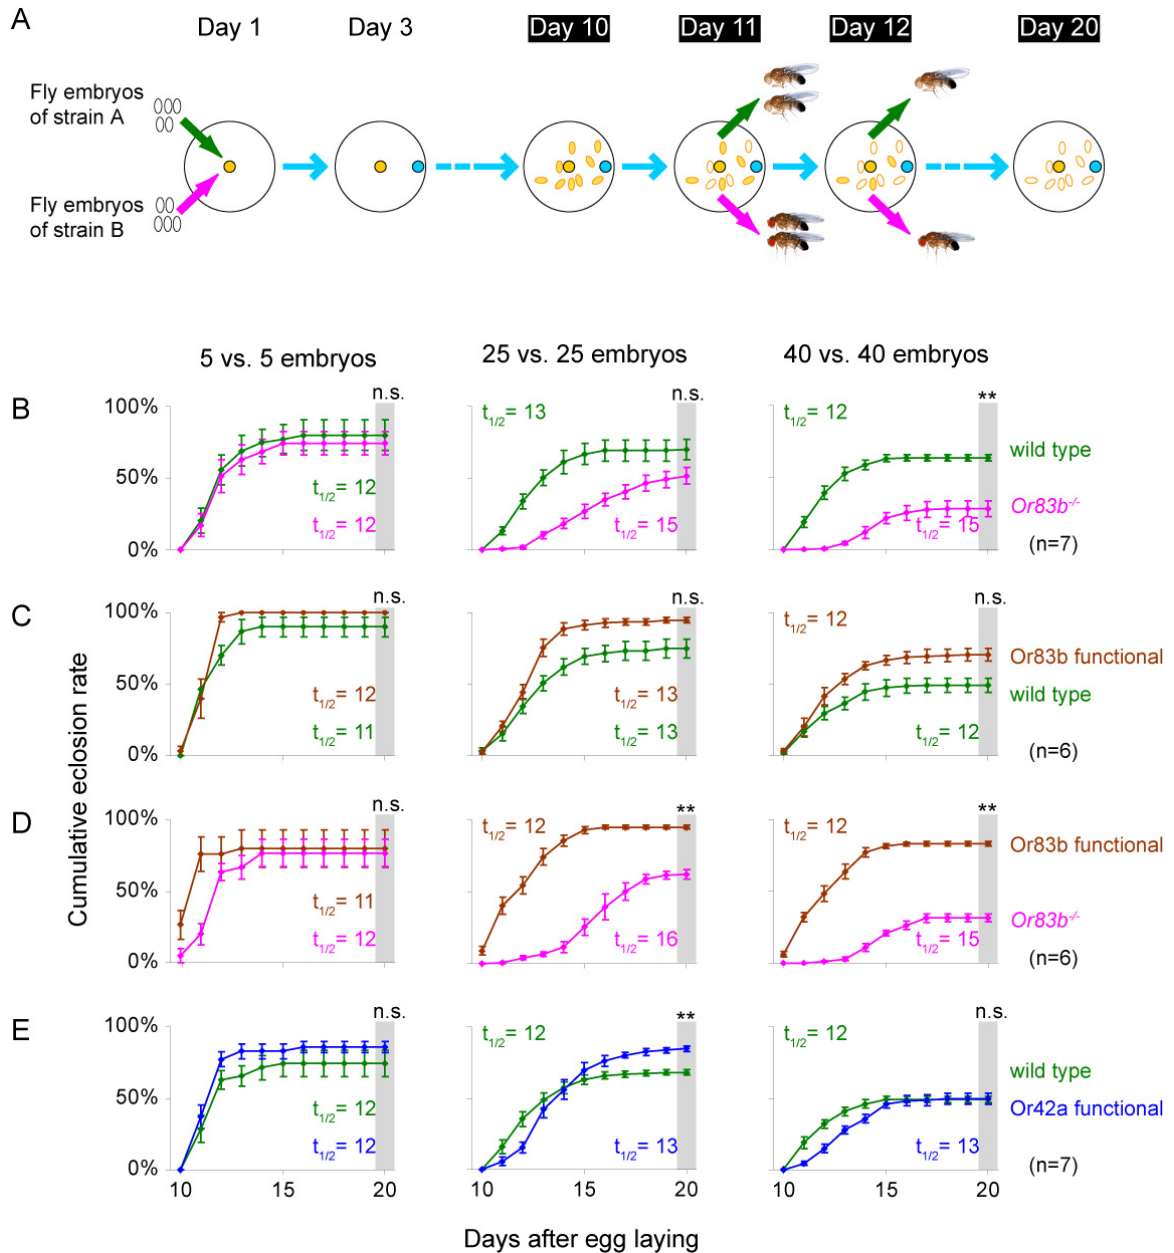 A
Day 1
Day 3
Day 10
Day 11
Day 12
Day 20
Fly embryos
of strain A
Fly embryos
of strain B
5 vs. 5 embryos
25 vs. 25 embryos
40 vs. 40 embryos
B
100%
50%
0%
n.s.
t1/2= 12
t1/2= 12
n.s.
t1/2= 13
t1/2= 15
**
t1/2= 12
t1/2= 15
wild type
Or83b-/-
(n=7)
C
100%
50%
0%
n.s.
t1/2= 12
t1/2= 11
n.s.
t1/2= 13
t1/2= 13
n.s.
t1/2= 12
t1/2= 12
Or83b functional
wild type
(n=6)
Cumulative eclosion rate
D
100%
50%
0%
n.s.
t1/2= 11
t1/2= 12
**
t1/2= 12
t1/2= 16
**
t1/2= 12
t1/2= 15
Or83b functional
Or83b-/-
(n=6)
E
100%
50%
0%
n.s.
t1/2= 12
t1/2= 12
**
t1/2= 12
t1/2= 13
n.s.
t1/2= 12
t1/2= 13
wild type
Or42a functional
(n=7)
10 15 20
10 15 20
10 15 20
Days after egg laying